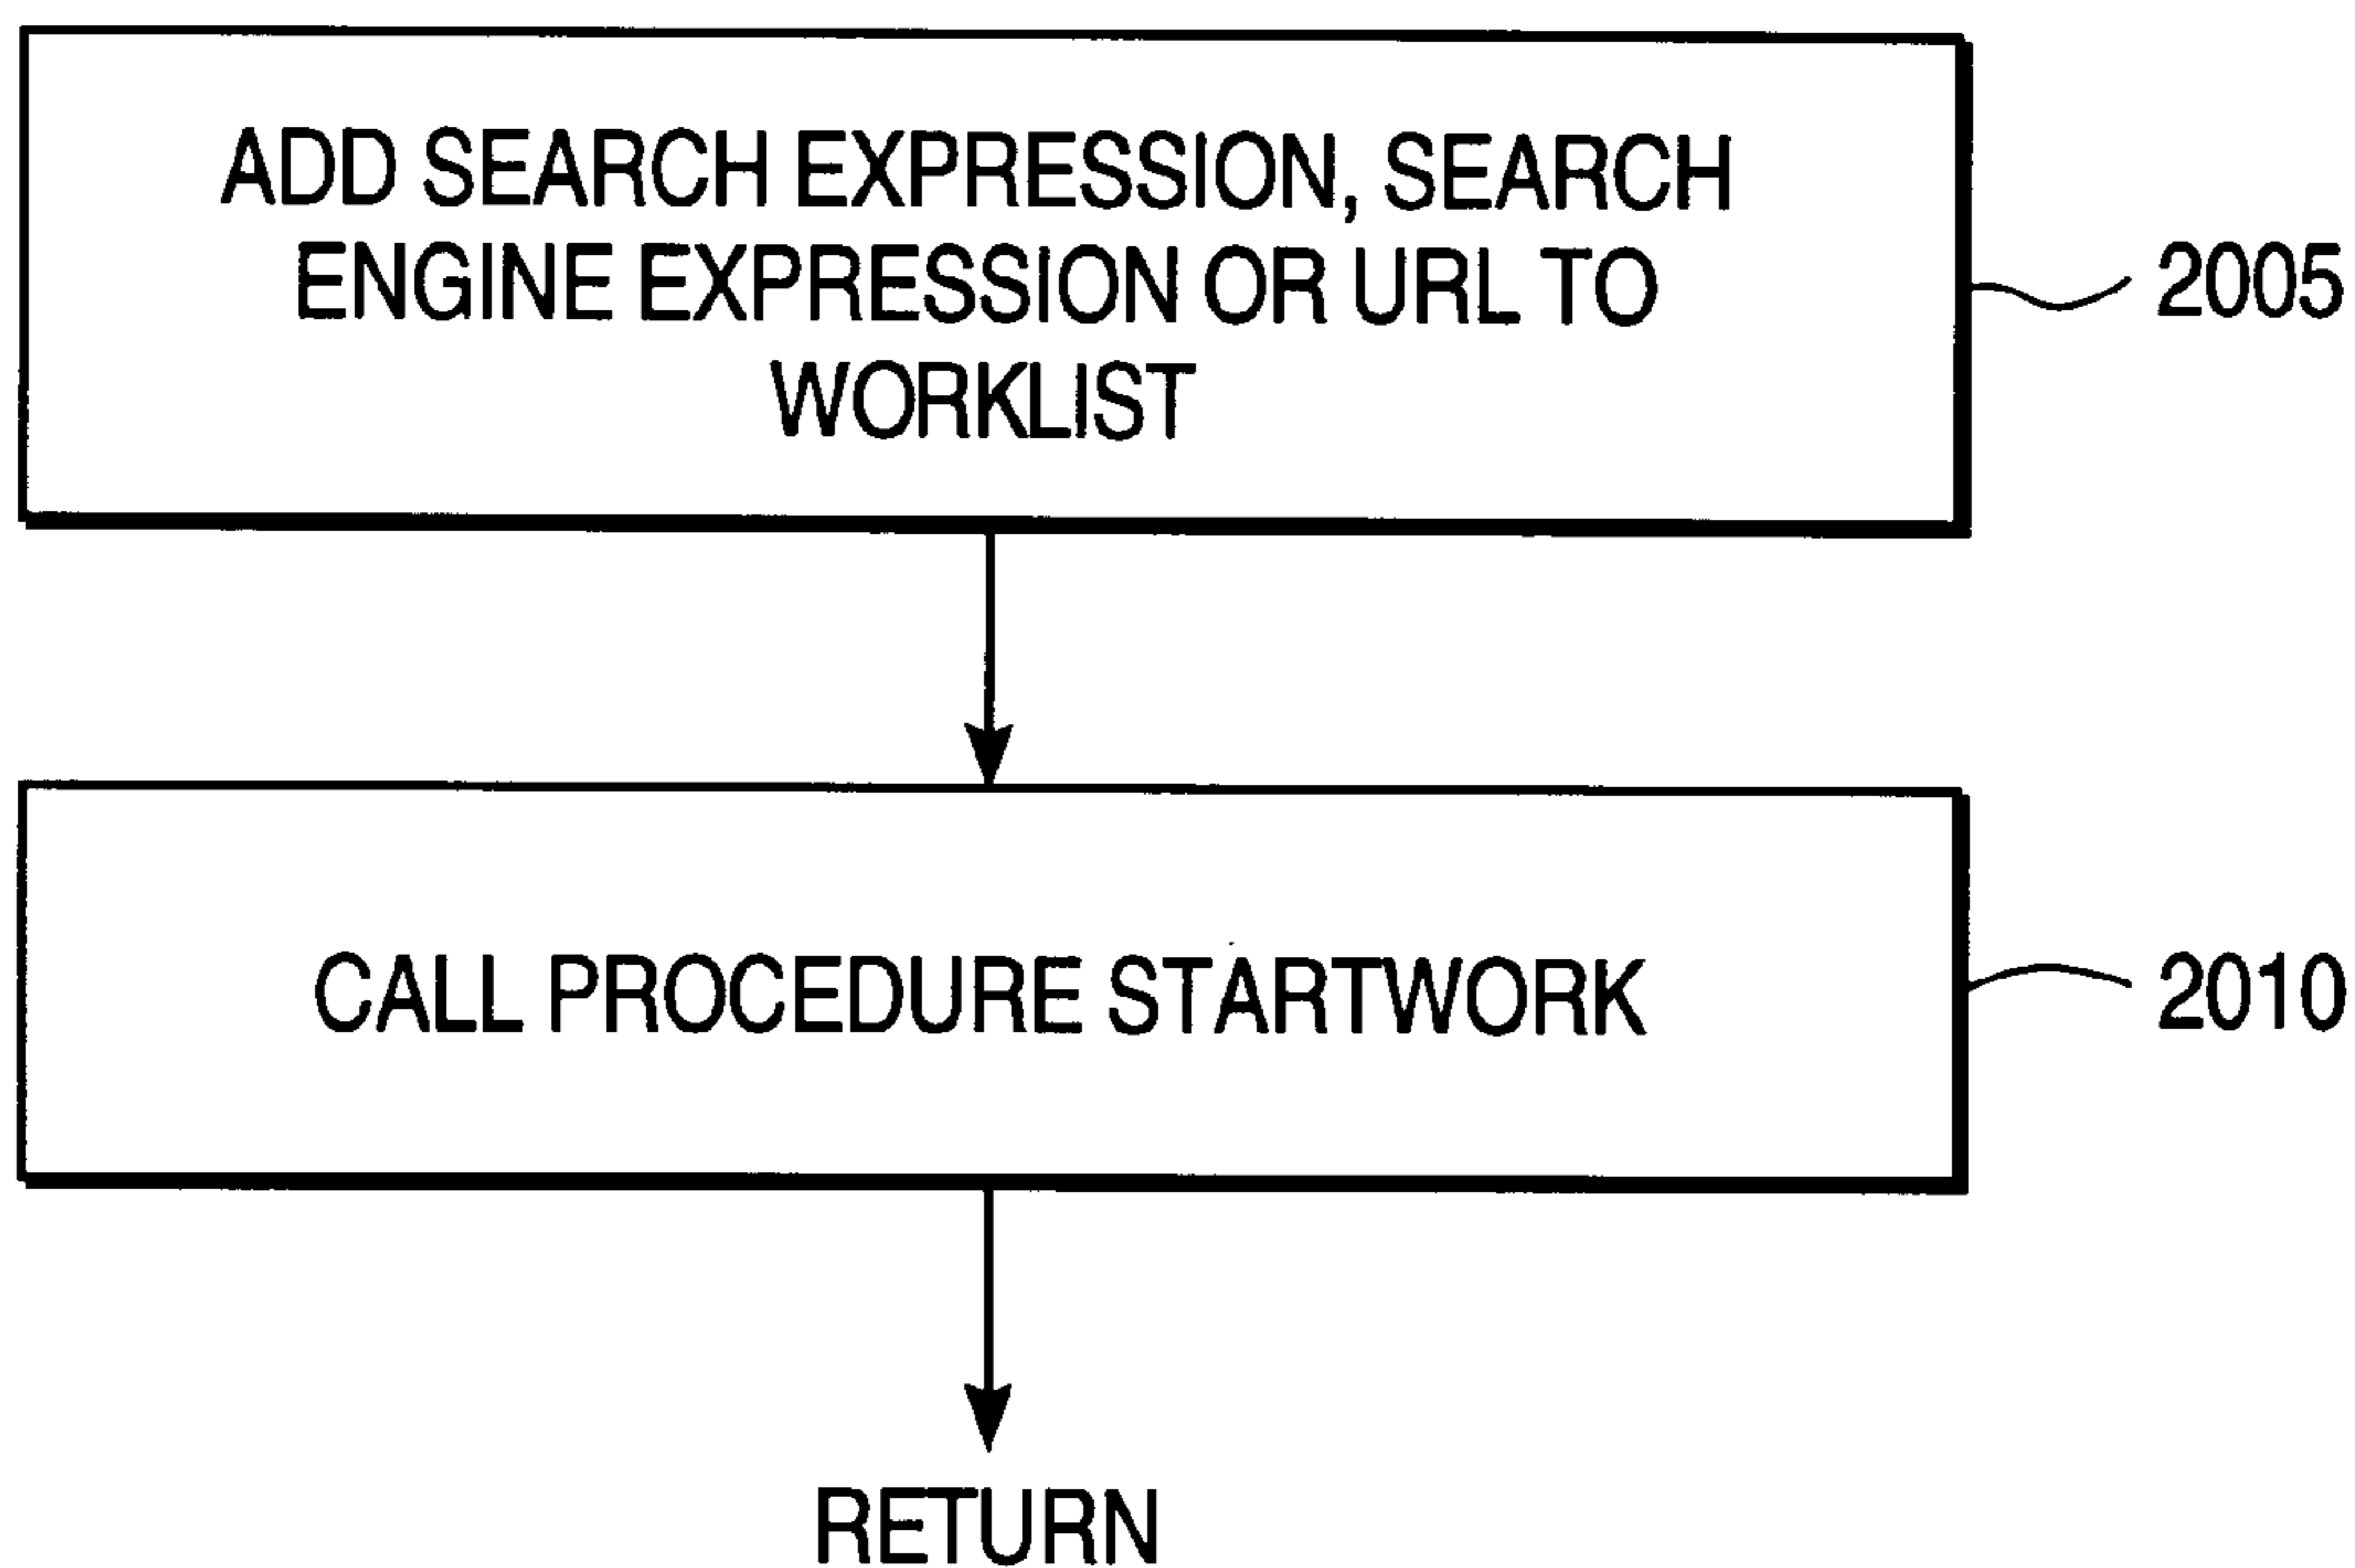 ADD SEARCH EXPRESSION, SEARCH
ENGINE EXPRESSION OR URL TO
WORKLIST
2005
CALL PROCEDURE STARTWORK
2010
RETURN